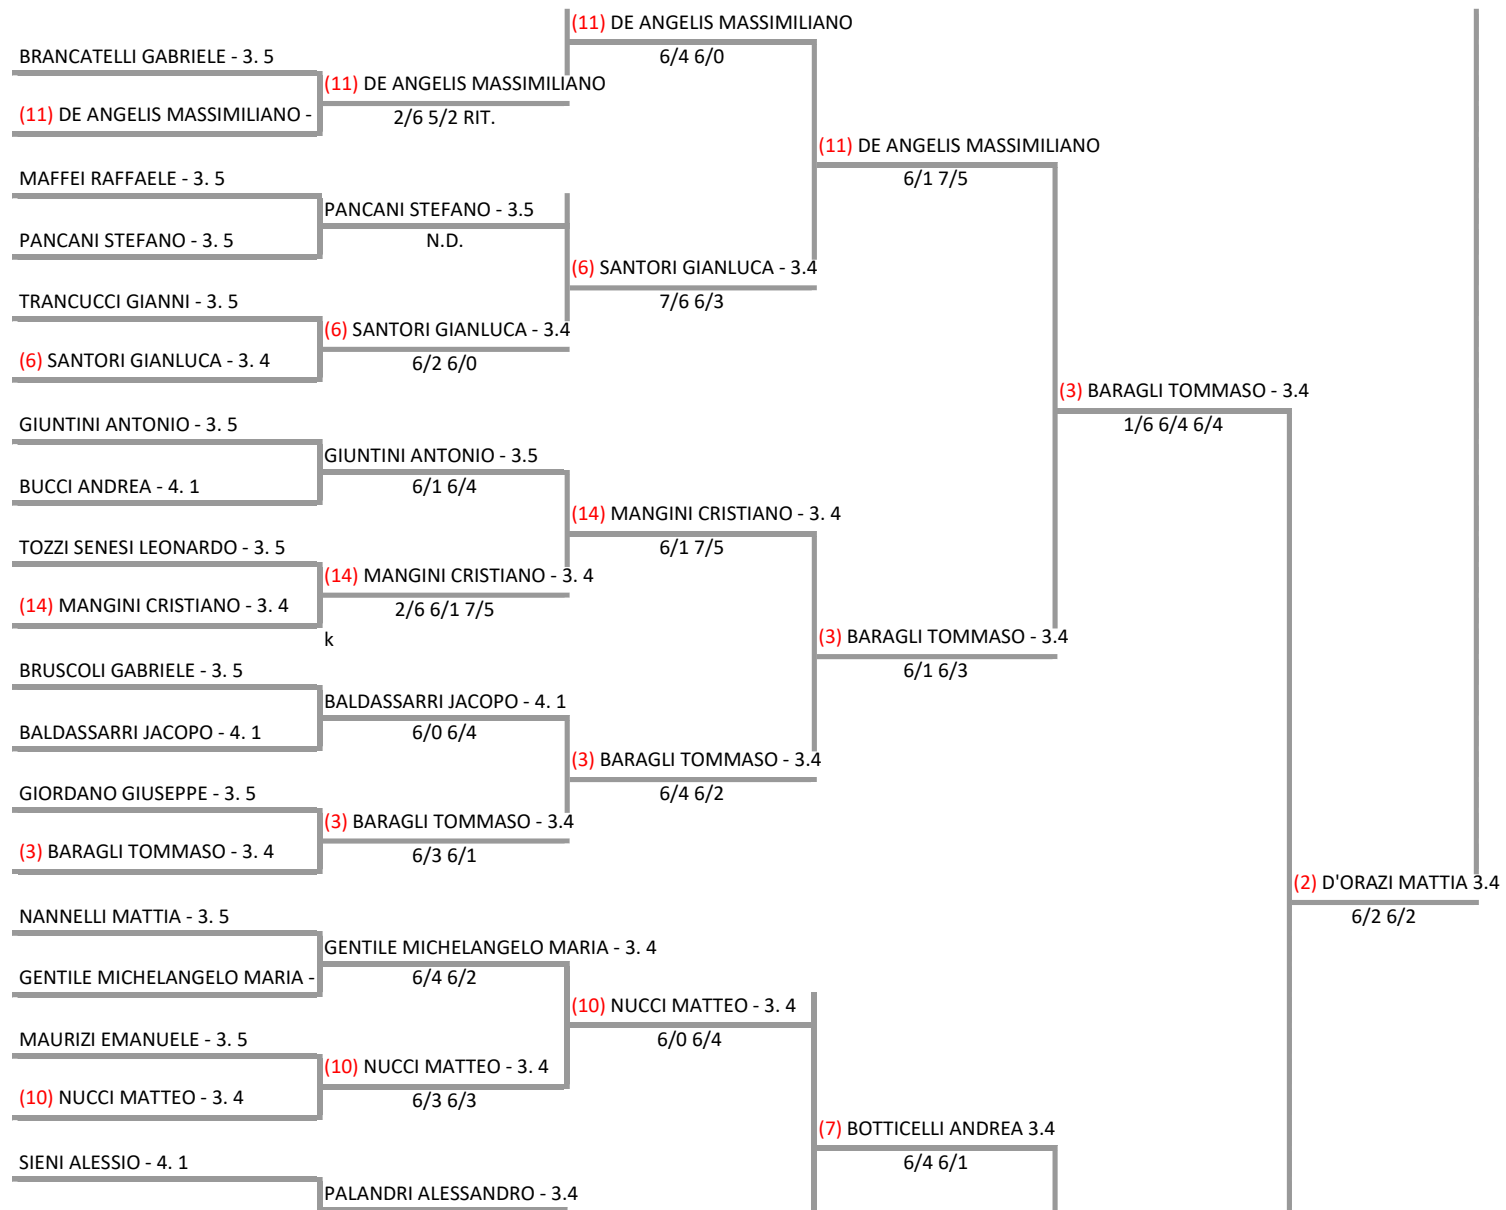 (11) DE ANGELIS MASSIMILIANO
BRANCATELLI GABRIELE - 3. 5
6/4 6/0
(11) DE ANGELIS MASSIMILIANO
(11) DE ANGELIS MASSIMILIANO -
2/6 5/2 RIT.
(11) DE ANGELIS MASSIMILIANO
MAFFEI RAFFAELE - 3. 5
6/1 7/5
PANCANI STEFANO - 3.5
PANCANI STEFANO - 3. 5
N.D.
(6) SANTORI GIANLUCA - 3.4
TRANCUCCI GIANNI - 3. 5
7/6 6/3
(6) SANTORI GIANLUCA - 3.4
(6) SANTORI GIANLUCA - 3. 4
6/2 6/0
(3) BARAGLI TOMMASO - 3.4
GIUNTINI ANTONIO - 3. 5
1/6 6/4 6/4
GIUNTINI ANTONIO - 3.5
BUCCI ANDREA - 4. 1
6/1 6/4
(14) MANGINI CRISTIANO - 3. 4
TOZZI SENESI LEONARDO - 3. 5
6/1 7/5
(14) MANGINI CRISTIANO - 3. 4
(14) MANGINI CRISTIANO - 3. 4
2/6 6/1 7/5
k
(3) BARAGLI TOMMASO - 3.4
BRUSCOLI GABRIELE - 3. 5
6/1 6/3
BALDASSARRI JACOPO - 4. 1
BALDASSARRI JACOPO - 4. 1
6/0 6/4
(3) BARAGLI TOMMASO - 3.4
GIORDANO GIUSEPPE - 3. 5
6/4 6/2
(3) BARAGLI TOMMASO - 3.4
(3) BARAGLI TOMMASO - 3. 4
6/3 6/1
(2) D'ORAZI MATTIA 3.4
NANNELLI MATTIA - 3. 5
6/2 6/2
GENTILE MICHELANGELO MARIA - 3. 4
GENTILE MICHELANGELO MARIA -
6/4 6/2
(10) NUCCI MATTEO - 3. 4
MAURIZI EMANUELE - 3. 5
6/0 6/4
(10) NUCCI MATTEO - 3. 4
(10) NUCCI MATTEO - 3. 4
6/3 6/3
(7) BOTTICELLI ANDREA 3.4
SIENI ALESSIO - 4. 1
6/4 6/1
PALANDRI ALESSANDRO - 3.4